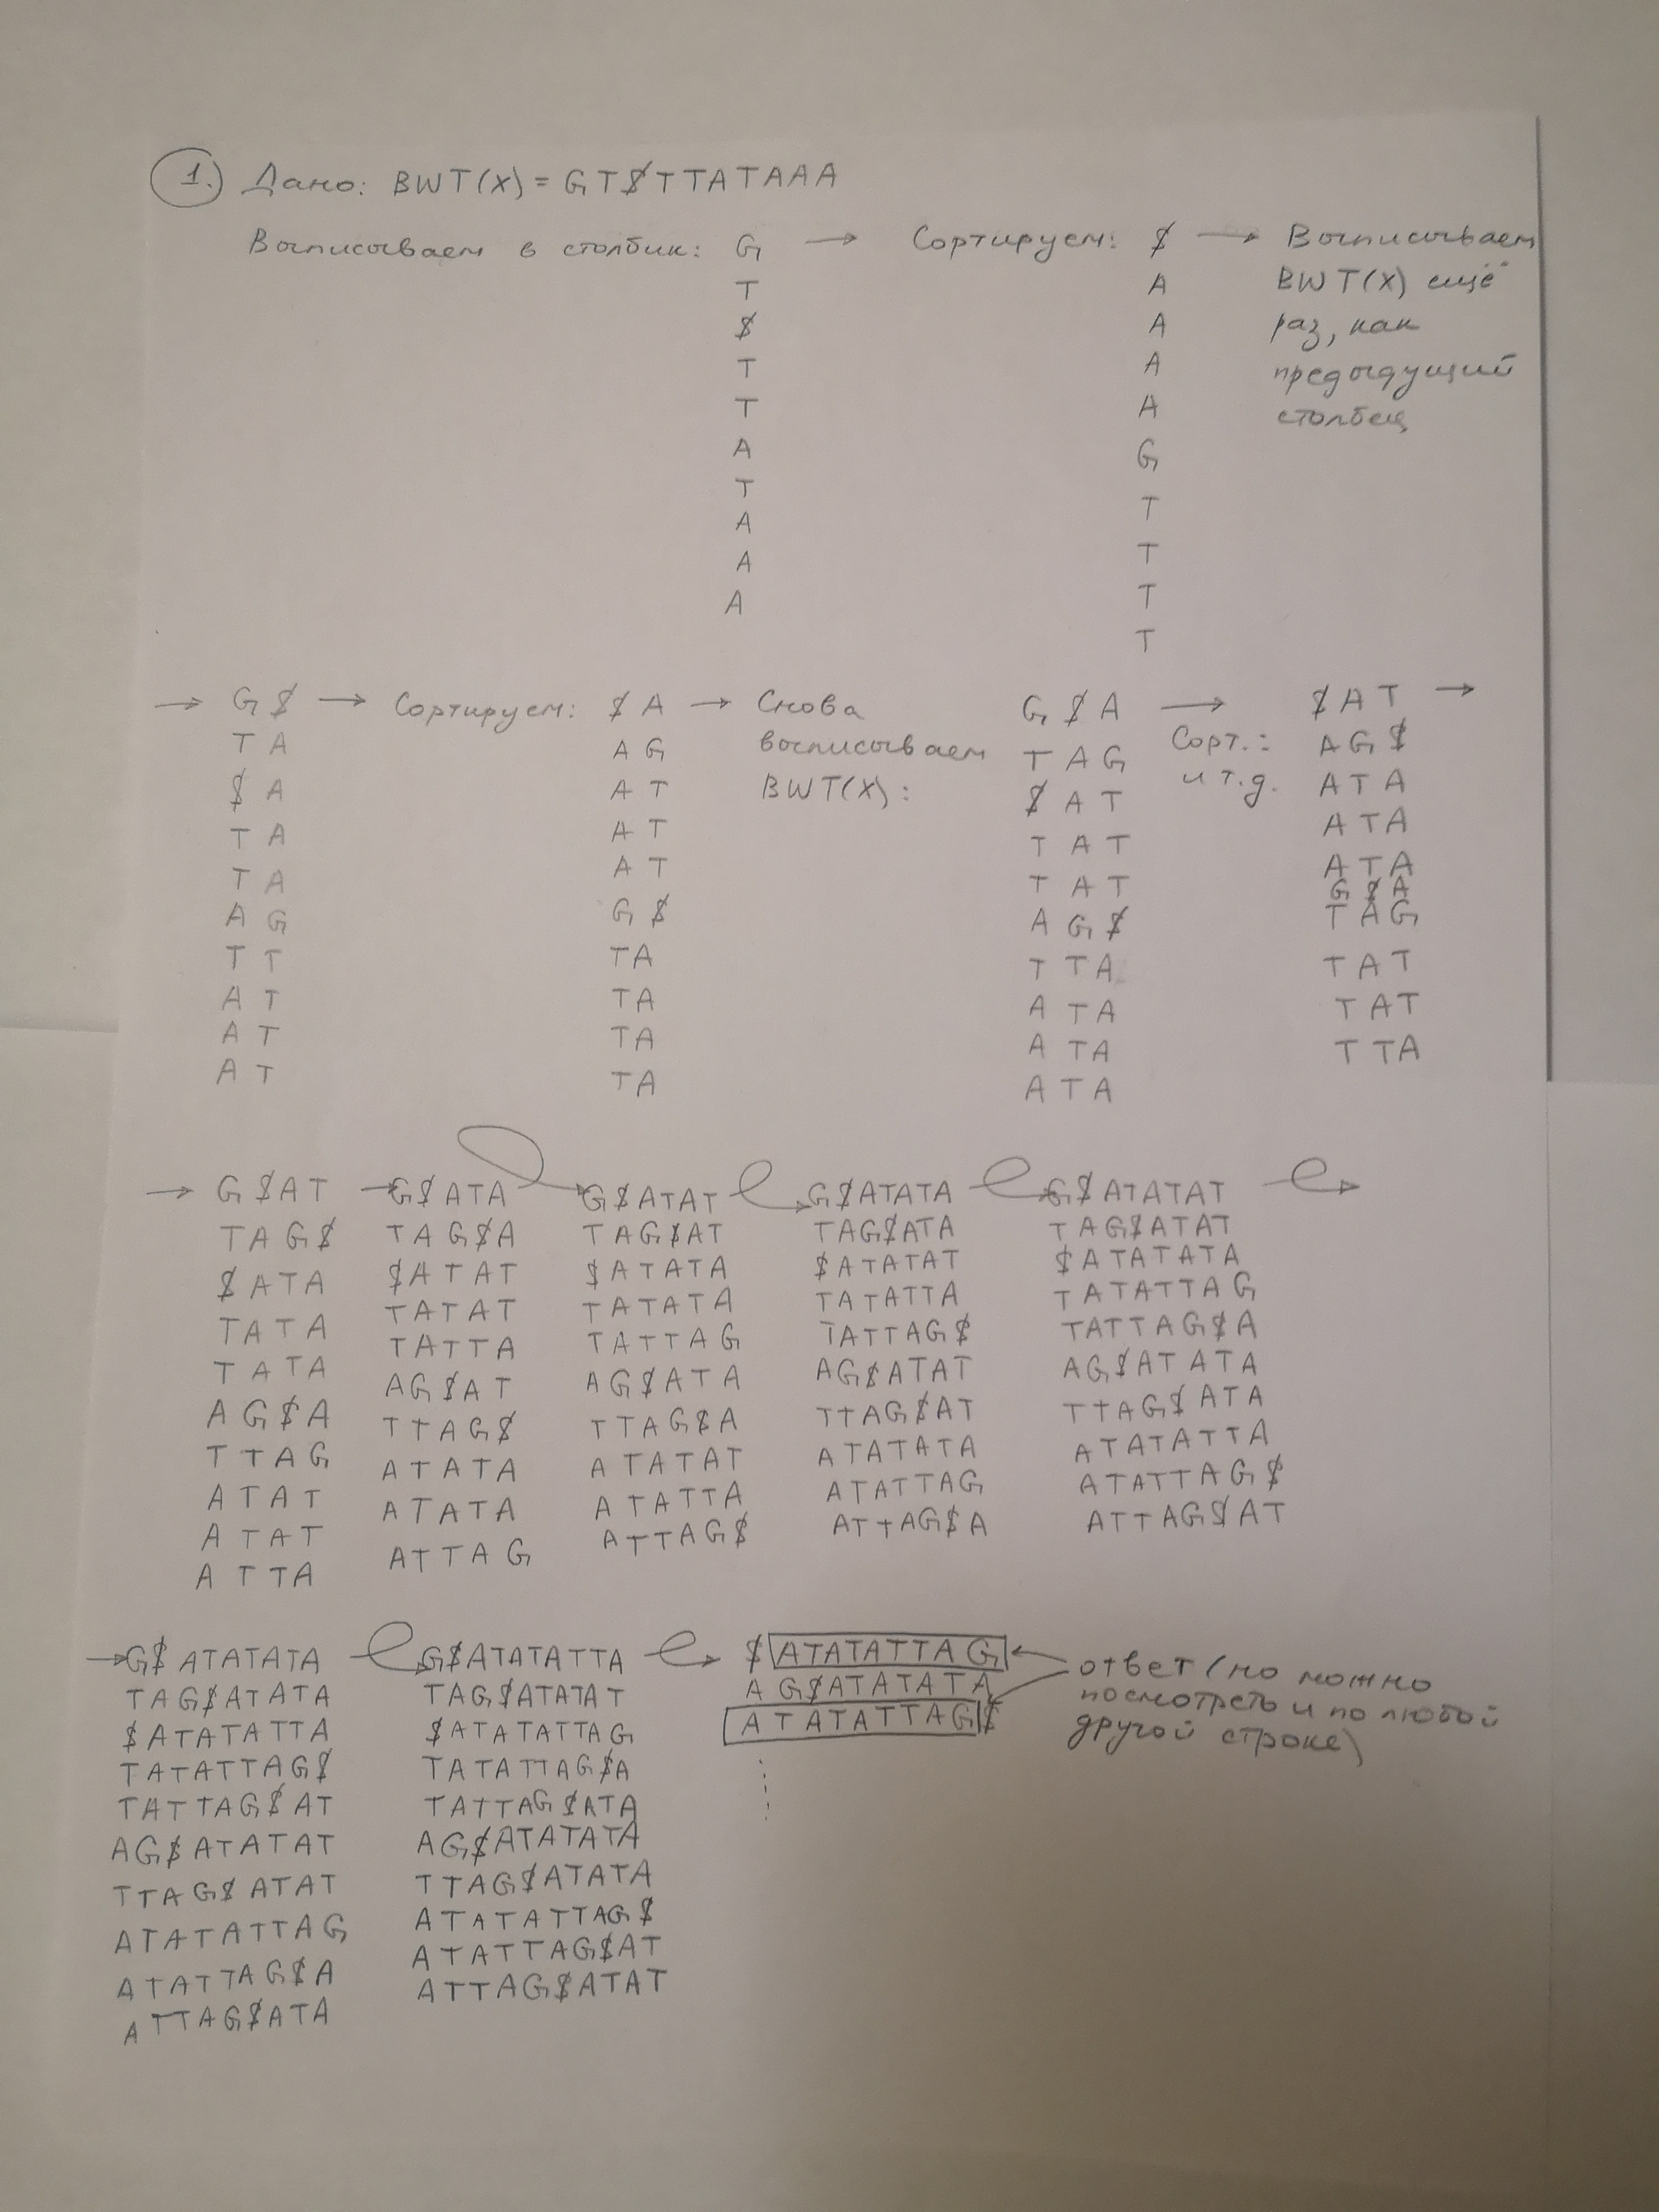 1.) Дано: BWT(X) = GT$TTATAAA
Выписываем в столбик: G → Сортируем: $ → Выписываем
T A BWT(X) ещё
$ A раз, как
T A предыдущий
T A столбец
A G
T T
A T
A T
A T
→ G$ → Сортируем: $A → Снова G$A → $AT →
TA AG выписываем TAG Сорт.: AG$
$A AT BWT(X): $AT и т.д. ATA
TA AT TAT ATA
TA AT TAT ATA
AG G$ AG$ G$A
TT TA TTA TAG
AT TA ATA TAT
AT TA ATA TAT
AT TA ATA TTA
→ G$AT → G$ATA → G$ATAT → G$ATATA → G$ATATAT →
TAG$ TAG$A TAG$AT TAG$ATA TAG$ATAT
$ATA $ATAT $ATATA $ATATAT $ATATATA
TATA TATAT TATATA TATATTA TATATTAG
TATA TATTA TATTAG TATTAG$ TATTAG$A
AG$A AG$AT AG$ATA AG$ATAT AG$ATATA
TTAG TTAG$ TTAG$A TTAG$AT TTAG$ATA
ATAT ATATA ATATAT ATATATA ATATATTA
ATAT ATATA ATATTA ATATTAG ATATTAG$
ATTA ATTAG ATTAG$ ATTAG$A ATTAG$AT
→ G$ATATATA → G$ATATATTA → $ATATATTAG ← ответ (но можно
TAG$ATATA TAG$ATATAT AG$ATATATA посмотреть и по любой
$ATATATTA $ATATATTAG ATATATTAG$ другой строке)
TATATTAG$ TATATTAG$A
TATTAG$AT TATTAG$ATA
AG$ATATAT AG$ATATATA
TTAG$ATAT TTAG$ATATA
ATATATTAG ATATATTAG$
ATATTAG$A ATATTAG$AT
ATTAG$ATA ATTAG$ATAT